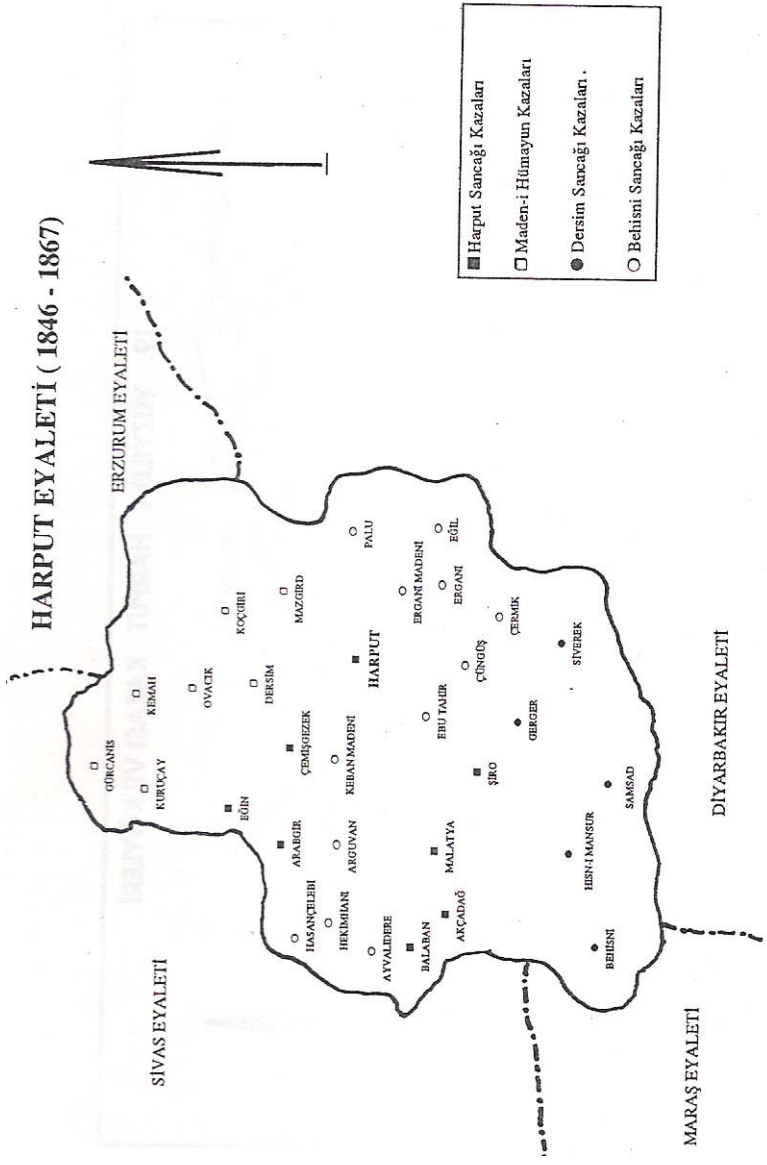 HARPUT EYALETİ ( 1846 - 1867)
SİVAS EYALETİ
ERZURUM EYALETİ
MARAŞ EYALETİ
DİYARBAKIR EYALETİ
GÜRCANİS
KEMAH
KURUÇAY
OVACIK
KOÇGİRİ
EĞİN
DERSİM
MAZGİRD
ARABGİR
ÇEMİŞGEZEK
HASANÇELEBİ
HEKİMHANI
ARGUVAN
KEBAN MADENİ
HARPUT
PALU
AYVALIDERE
BALABAN
MALATYA
AKÇADAĞ
EBU TAHİR
ERGANİ MADENİ
EĞİL
ERGANİ
ÇÜNGÜŞ
ŞİRO
ÇERMİK
GERGER
SİVEREK
HISN-I MANSUR
BEHİSNİ
SAMSAD
Harput Sancağı Kazaları
Maden-i Hümayun Kazaları
Dersim Sancağı Kazaları .
Behisni Sancağı Kazaları